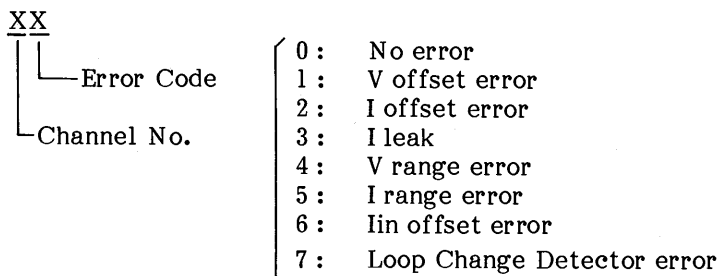 XX
Error Code
Channel No.
0: No error
1: V offset error
2: I offset error
3: I leak
4: V range error
5: I range error
6: Iin offset error
7: Loop Change Detector error